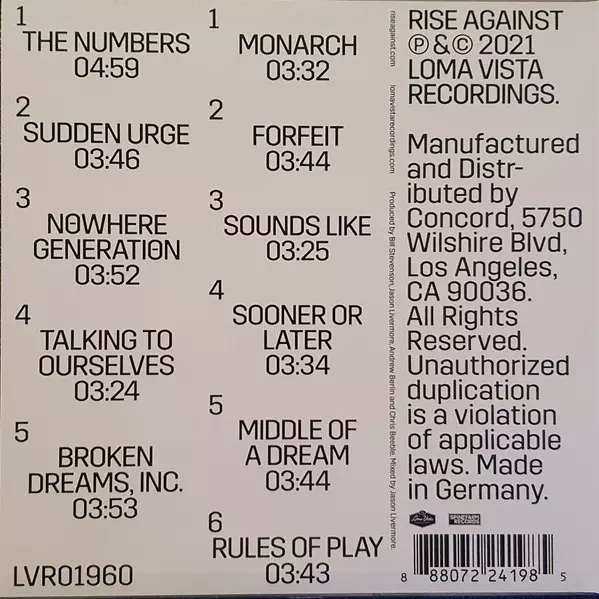 1
THE NUMBERS
04:59
2
SUDDEN URGE
03:46
3
NOWHERE
GENERATION
03:52
4
TALKING TO
OURSELVES
03:24
5
BROKEN
DREAMS, INC.
03:53
LVR01960
1
MONARCH
03:32
2
FORFEIT
03:44
3
SOUNDS LIKE
03:25
4
SOONER OR
LATER
03:34
5
MIDDLE OF
A DREAM
03:44
6
RULES OF PLAY
03:43
riseagainst.com lomavistarecordings.com Produced by Bill Stevenson, Jason Livermore, Andrew Berlin and Chris Beeble. Mixed by Jason Livermore.
RISE AGAINST
℗ & © 2021
LOMA VISTA
RECORDINGS.
Manufactured
and Distr-
ibuted by
Concord, 5750
Wilshire Blvd,
Los Angeles,
CA 90036.
All Rights
Reserved.
Unauthorized
duplication
is a violation
of applicable
laws. Made
in Germany.
Loma Vista
SPINEFARM
RECORDS
8 88072 24198 5